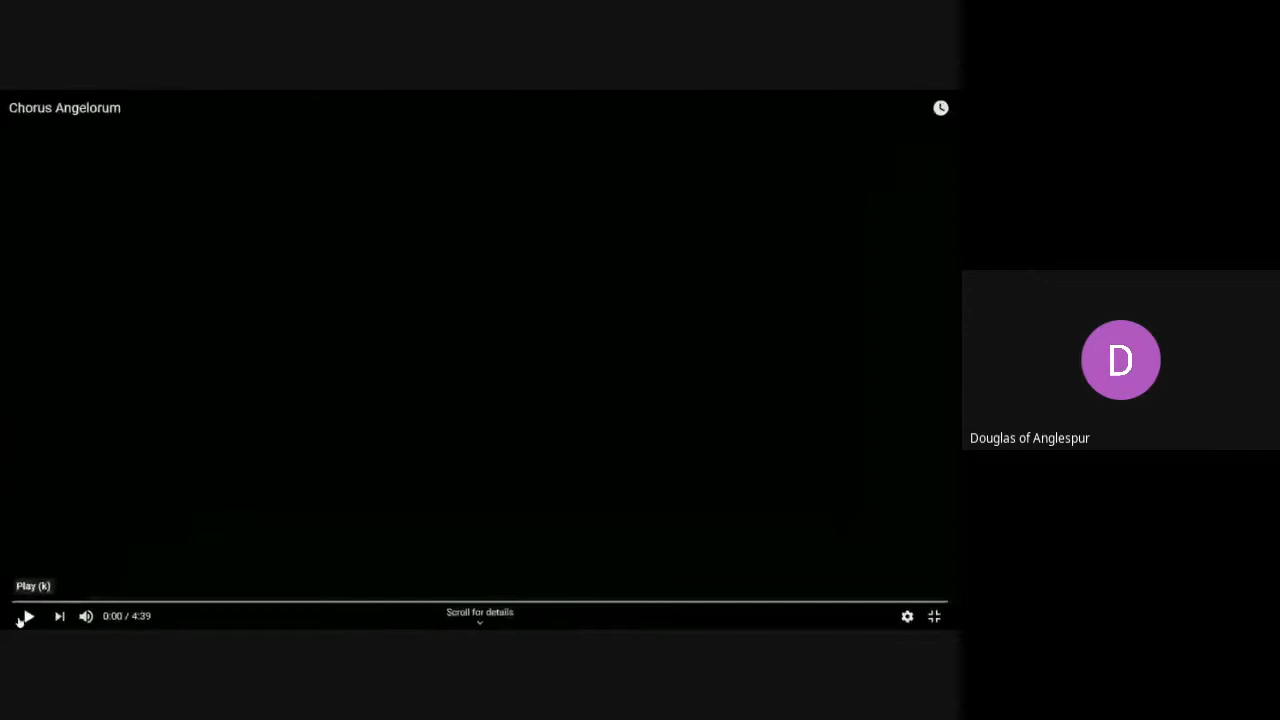 Chorus Angelorum
Play (k)
0:00 / 4:39
Scroll for details
D
Douglas of Anglespur